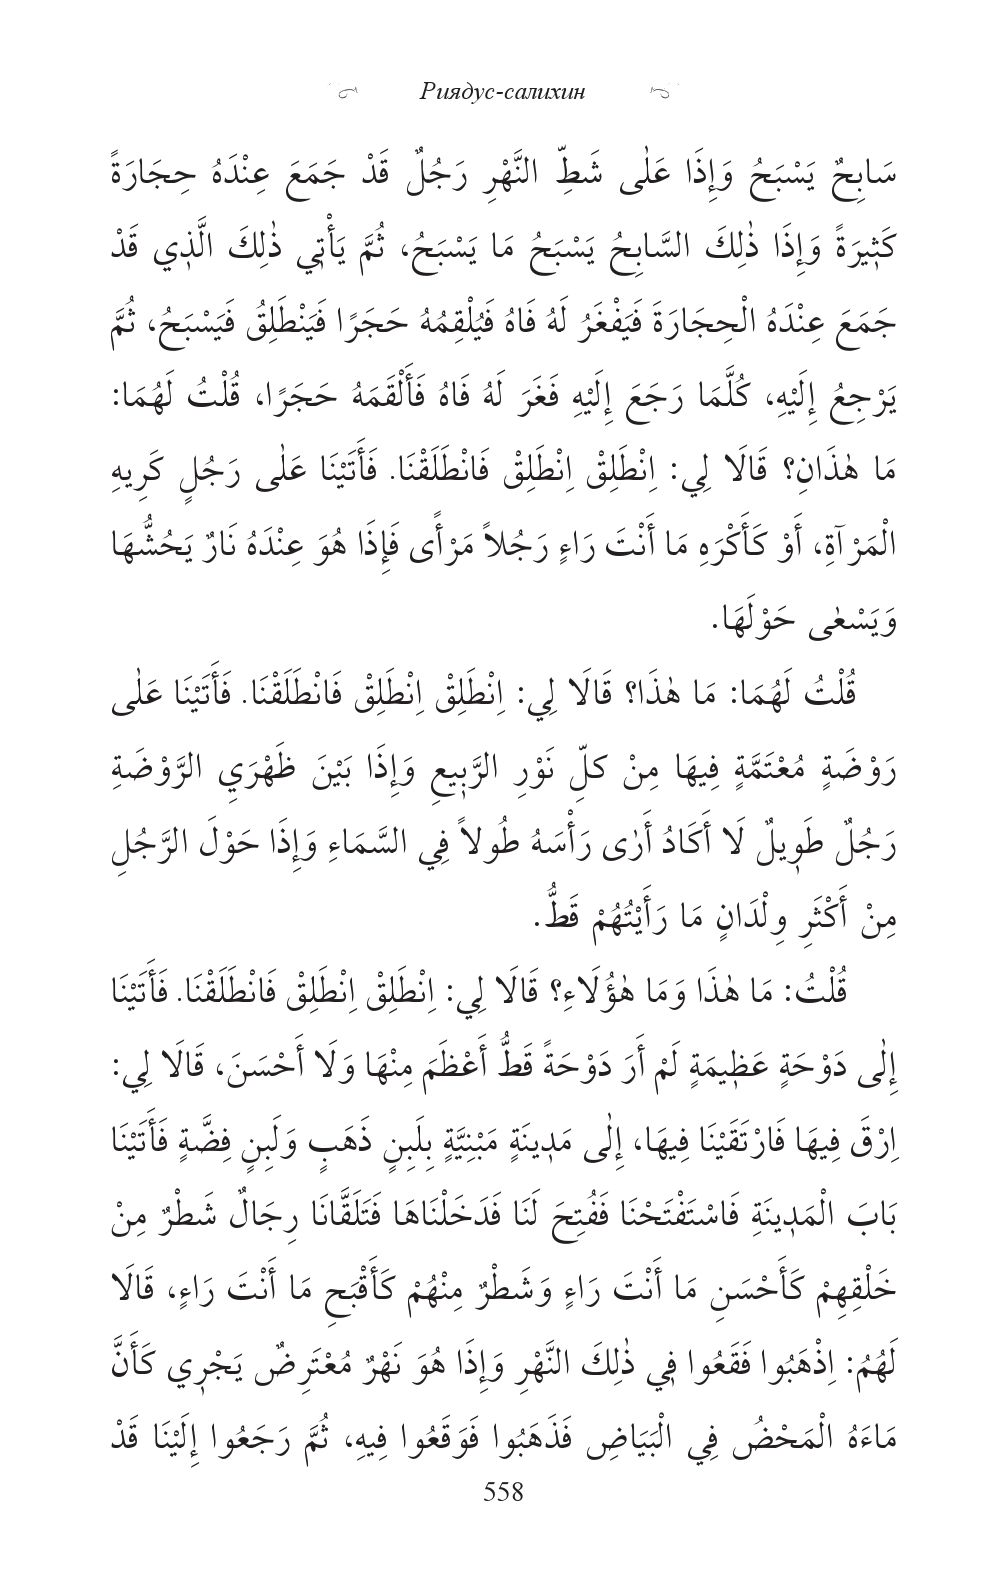 Риядус-салихин
سَابِحٌ يَسْبَحُ وَإِذَا عَلٰى شَطِّ النَّهْرِ رَجُلٌ قَدْ جَمَعَ عِنْدَهُ حِجَارَةً
كَثِيرَةً وَإِذَا ذٰلِكَ السَّابِحُ يَسْبَحُ مَا يَسْبَحُ، ثُمَّ يَأْتِي ذٰلِكَ الَّذِي قَدْ
جَمَعَ عِنْدَهُ الْحِجَارَةَ فَيَفْغَرُ لَهُ فَاهُ فَيُلْقِمُهُ حَجَرًا فَيَنْطَلِقُ فَيَسْبَحُ، ثُمَّ
يَرْجِعُ إِلَيْهِ، كُلَّمَا رَجَعَ إِلَيْهِ فَغَرَ لَهُ فَاهُ فَأَلْقَمَهُ حَجَرًا، قُلْتُ لَهُمَا:
مَا هٰذَانِ؟ قَالَا لِي: اِنْطَلِقْ اِنْطَلِقْ فَانْطَلَقْنَا. فَأَتَيْنَا عَلٰى رَجُلٍ كَرِيهِ
الْمَرْآةِ، أَوْ كَأَكْرَهِ مَا أَنْتَ رَاءٍ رَجُلاً مَرْأًى فَإِذَا هُوَ عِنْدَهُ نَارٌ يَحُشُّهَا
وَيَسْعٰى حَوْلَهَا.
قُلْتُ لَهُمَا: مَا هٰذَا؟ قَالَا لِي: اِنْطَلِقْ اِنْطَلِقْ فَانْطَلَقْنَا. فَأَتَيْنَا عَلٰى
رَوْضَةٍ مُعْتَمَّةٍ فِيهَا مِنْ كلِّ نَوْرِ الرَّبِيعِ وَإِذَا بَيْنَ ظَهْرَيِ الرَّوْضَةِ
رَجُلٌ طَوِيلٌ لَا أَكَادُ أَرٰى رَأْسَهُ طُولاً فِي السَّمَاءِ وَإِذَا حَوْلَ الرَّجُلِ
مِنْ أَكْثَرِ وِلْدَانٍ مَا رَأَيْتُهُمْ قَطُّ.
قُلْتُ: مَا هٰذَا وَمَا هٰؤُلَاءِ؟ قَالَا لِي: اِنْطَلِقْ اِنْطَلِقْ فَانْطَلَقْنَا. فَأَتَيْنَا
إِلٰى دَوْحَةٍ عَظِيمَةٍ لَمْ أَرَ دَوْحَةً قَطُّ أَعْظَمَ مِنْهَا وَلَا أَحْسَنَ، قَالَا لِي:
اِرْقَ فِيهَا فَارْتَقَيْنَا فِيهَا، إِلٰى مَدِينَةٍ مَبْنِيَّةٍ بِلَبِنٍ ذَهَبٍ وَلَبِنٍ فِضَّةٍ فَأَتَيْنَا
بَابَ الْمَدِينَةِ فَاسْتَفْتَحْنَا فَفُتِحَ لَنَا فَدَخَلْنَاهَا فَتَلَقَّانَا رِجَالٌ شَطْرٌ مِنْ
خَلْقِهِمْ كَأَحْسَنِ مَا أَنْتَ رَاءٍ وَشَطْرٌ مِنْهُمْ كَأَقْبَحِ مَا أَنْتَ رَاءٍ، قَالَا
لَهُمُ: اِذْهَبُوا فَقَعُوا فِي ذٰلِكَ النَّهْرِ وَإِذَا هُوَ نَهْرٌ مُعْتَرِضٌ يَجْرِي كَأَنَّ
مَاءَهُ الْمَحْضُ فِي الْبَيَاضِ فَذَهَبُوا فَوَقَعُوا فِيهِ، ثُمَّ رَجَعُوا إِلَيْنَا قَدْ
558